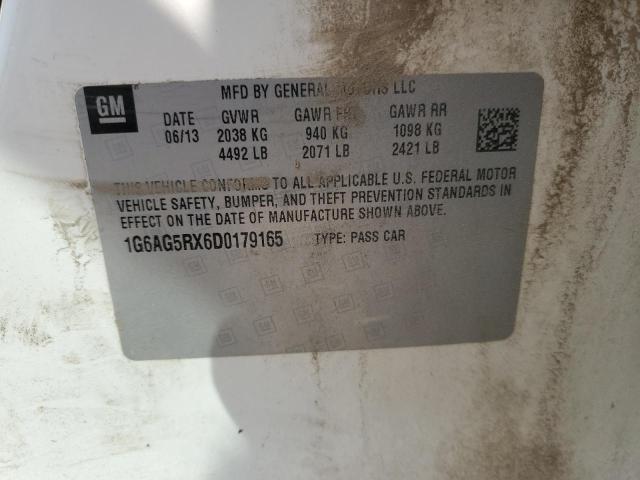 MFD BY GENERAL MOTORS LLC
GM
DATE GVWR GAWR FRT GAWR RR
06/13 2038 KG 940 KG 1098 KG
4492 LB 2071 LB 2421 LB
THIS VEHICLE CONFORMS TO ALL APPLICABLE U.S. FEDERAL MOTOR
VEHICLE SAFETY, BUMPER, AND THEFT PREVENTION STANDARDS IN
EFFECT ON THE DATE OF MANUFACTURE SHOWN ABOVE.
1G6AG5RX6D0179165 TYPE: PASS CAR